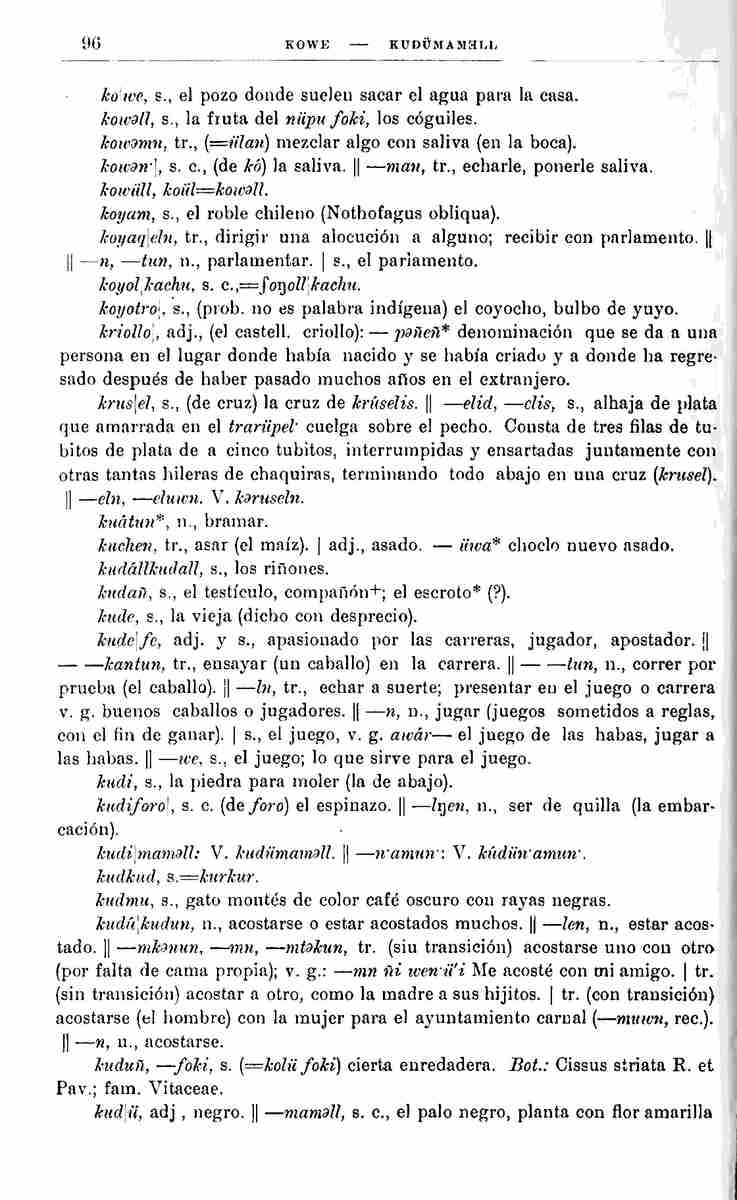 96 KOWE — KUDÜMAMƏLL
ko'we, s., el pozo donde suelen sacar el agua para la casa.
kowəll, s., la fruta del nüpu foki, los cóguiles.
kowəmn, tr., (=ülan) mezclar algo con saliva (en la boca).
kowən·|, s. c., (de kô) la saliva. || —man, tr., echarle, ponerle saliva.
kowüll, koül=kowəll.
koyam, s., el roble chileno (Nothofagus obliqua).
koyaq|eln, tr., dirigir una alocución a alguno; recibir con parlamento. ||
|| —n, —tun, n., parlamentar. | s., el parlamento.
koyol|kachu, s. c.,=foŋoll|kachu.
koyotro|, s., (prob. no es palabra indígena) el coyocho, bulbo de yuyo.
kriollo|, adj., (el castell. criollo): — pəñeñ* denominación que se da a una
persona en el lugar donde había nacido y se había criado y a donde ha regre-
sado después de haber pasado muchos años en el extranjero.
krus|el, s., (de cruz) la cruz de krúselis. || —elid, —clis, s., alhaja de plata
que amarrada en el trarüpel· cuelga sobre el pecho. Consta de tres filas de tu-
bitos de plata de a cinco tubitos, interrumpidas y ensartadas juntamente con
otras tantas hileras de chaquiras, terminando todo abajo en una cruz (krusel).
|| —eln, —eluwn. V. kəruseln.
kuátun*, n., bramar.
kuchen, tr., asar (el maíz). | adj., asado. — üwa* choclo nuevo asado.
kudállkudall, s., los riñones.
kudañ, s., el testículo, compañón+; el escroto* (?).
kude, s., la vieja (dicho con desprecio).
kude|fe, adj. y s., apasionado por las carreras, jugador, apostador. ||
— —kantun, tr., ensayar (un caballo) en la carrera. || — —tun, n., correr por
prueba (el caballo). || —ln, tr., echar a suerte; presentar en el juego o carrera
v. g. buenos caballos o jugadores. || —n, n., jugar (juegos sometidos a reglas,
con el fin de ganar). | s., el juego, v. g. awár— el juego de las habas, jugar a
las habas. || —we, s., el juego; lo que sirve para el juego.
kudi, s., la piedra para moler (la de abajo).
kudiforo|, s. c. (de foro) el espinazo. || —lŋen, n., ser de quilla (la embar-
cación).
kudi|maməll: V. kudümaməll. || —n·amun·: V. kúdün·amun·.
kudkud, s.=kurkur.
kudmu, s., gato montés de color café oscuro con rayas negras.
kudú|kudun, n., acostarse o estar acostados muchos. || —len, n., estar acos-
tado. || —mkənun, —mn, —mtəkun, tr. (sin transición) acostarse uno con otro
(por falta de cama propia); v. g.: —mn ñi wen·ü'i Me acosté con mi amigo. | tr.
(sin transición) acostar a otro, como la madre a sus hijitos. | tr. (con transición)
acostarse (el hombre) con la mujer para el ayuntamiento carnal (—muwn, rec.).
|| —n, n., acostarse.
kuduñ, —foki, s. (=kolü foki) cierta enredadera. Bot.: Cissus striata R. et
Pav.; fam. Vitaceae.
kud|ü, adj , negro. || —maməll, s. c., el palo negro, planta con flor amarilla